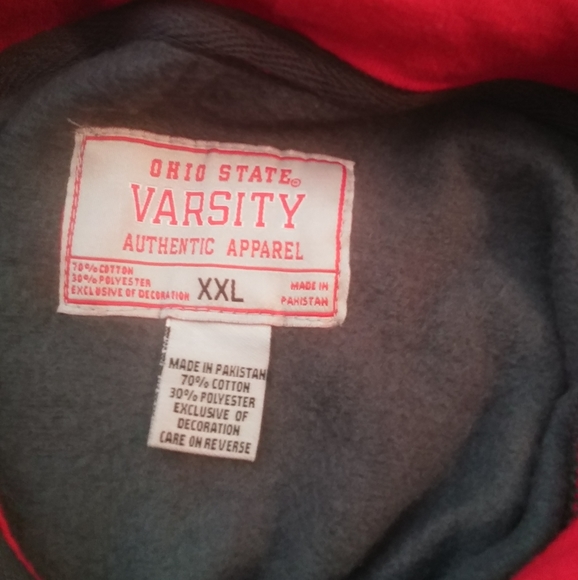 OHIO STATE®
VARSITY
AUTHENTIC APPAREL
70% COTTON
30% POLYESTER
EXCLUSIVE OF DECORATION
XXL
MADE IN
PAKISTAN
MADE IN PAKISTAN
70% COTTON
30% POLYESTER
EXCLUSIVE OF
DECORATION
CARE ON REVERSE